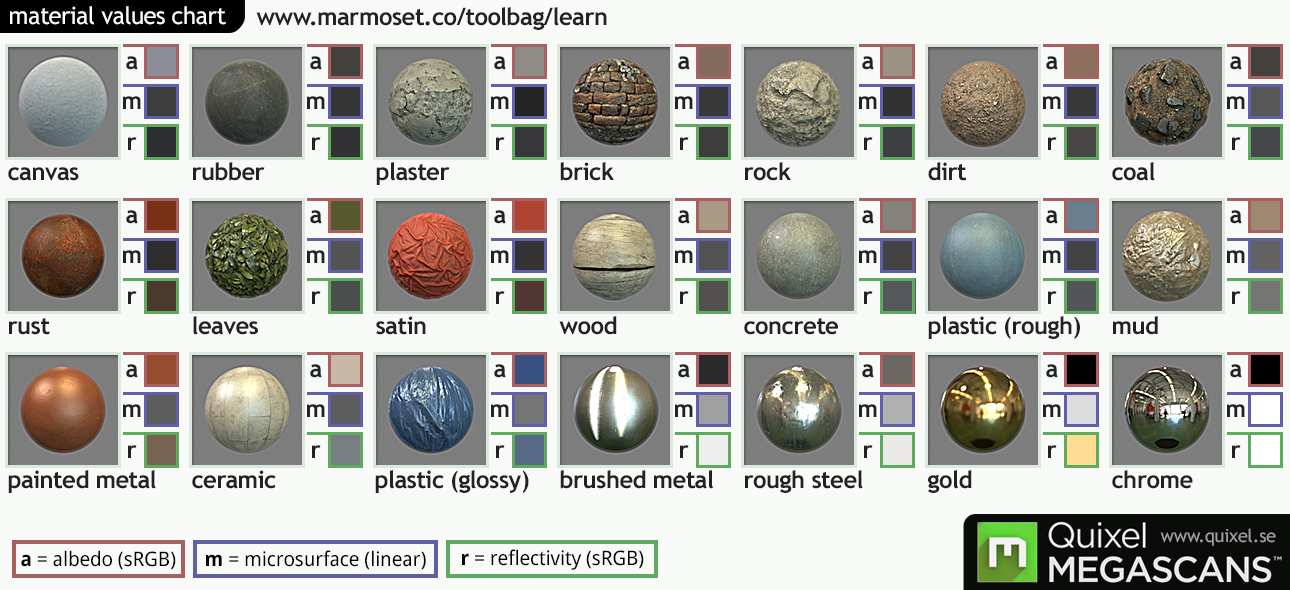 material values chart
www.marmoset.co/toolbag/learn
a a a a a a a
m m m m m m m
r r r r r r r
canvas rubber plaster brick rock dirt coal
a a a a a a a
m m m m m m m
r r r r r r r
rust leaves satin wood concrete plastic (rough) mud
a a a a a a a
m m m m m m m
r r r r r r r
painted metal ceramic plastic (glossy) brushed metal rough steel gold chrome
a = albedo (sRGB) m = microsurface (linear) r = reflectivity (sRGB)
m
Quixel www.quixel.se
MEGASCANS™